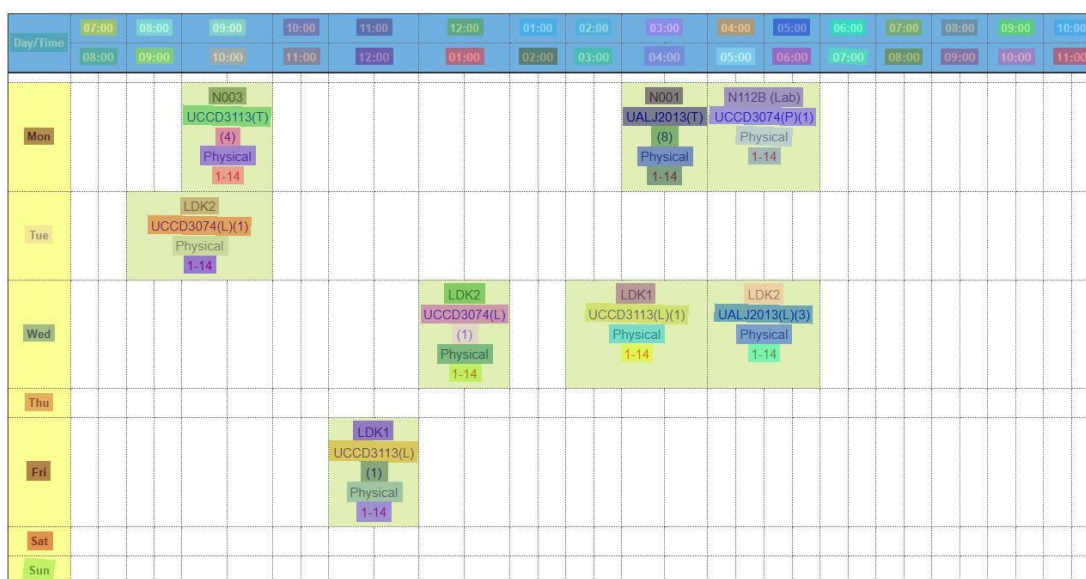 Day/Time 07:00 08:00 09:00 10:00 11:00 12:00 01:00 02:00 03:00 04:00 05:00 06:00 07:00 08:00 09:00 10:00
08:00 09:00 10:00 11:00 12:00 01:00 02:00 03:00 04:00 05:00 06:00 07:00 08:00 09:00 10:00 11:00
Mon
N003
UCCD3113(T)
(4)
Physical
1-14
N001
UALJ2013(T)
(8)
Physical
1-14
N112B (Lab)
UCCD3074(P)(1)
Physical
1-14
Tue
LDK2
UCCD3074(L)(1)
Physical
1-14
Wed
LDK2
UCCD3074(L)
(1)
Physical
1-14
LDK1
UCCD3113(L)(1)
Physical
1-14
LDK2
UALJ2013(L)(3)
Physical
1-14
Thu
Fri
LDK1
UCCD3113(L)
(1)
Physical
1-14
Sat
Sun